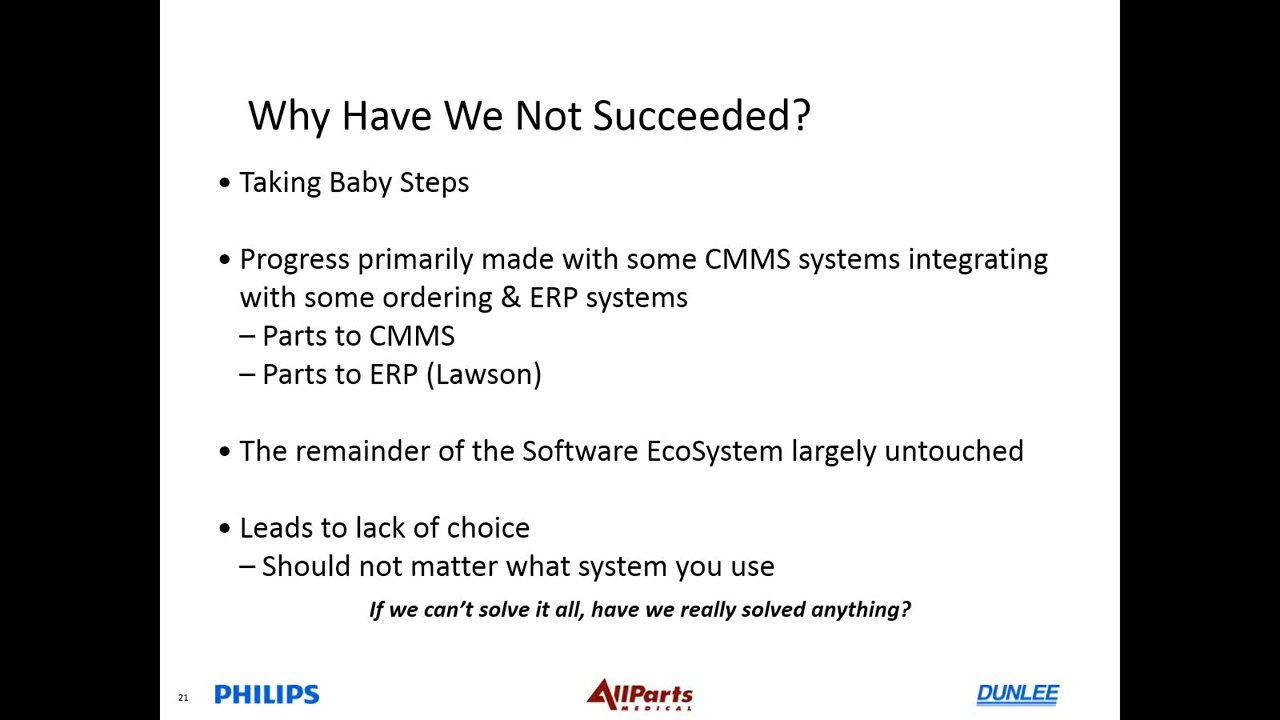 Why Have We Not Succeeded?
• Taking Baby Steps
• Progress primarily made with some CMMS systems integrating
with some ordering & ERP systems
– Parts to CMMS
– Parts to ERP (Lawson)
• The remainder of the Software EcoSystem largely untouched
• Leads to lack of choice
– Should not matter what system you use
If we can’t solve it all, have we really solved anything?
21
PHILIPS
AllParts
MEDICAL
DUNLEE